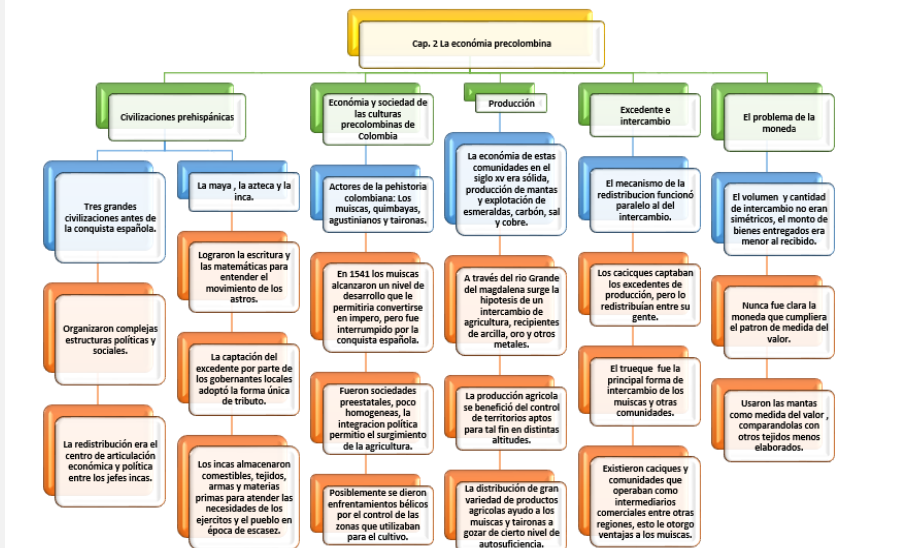 Cap. 2 La económia precolombina
Civilizaciones prehispánicas
Tres grandes
civilizaciones antes de
la conquista española.
Organizaron complejas
estructuras políticas y
sociales.
La redistribución era el
centro de articulación
económica y política
entre los jefes incas.
La maya , la azteca y la
inca.
Lograron la escritura y
las matemáticas para
entender el
movimiento de los
astros.
La captación del
excedente por parte de
los gobernantes locales
adoptó la forma única
de tributo.
Los incas almacenaron
comestibles, tejidos,
armas y materias
primas para atender las
necesidades de los
ejercitos y el pueblo en
época de escasez.
Económia y sociedad de
las culturas
precolombinas de
Colombia
Actores de la pehistoria
colombiana: Los
muiscas, quimbayas,
agustinianos y taironas.
En 1541 los muiscas
alcanzaron un nivel de
desarrollo que le
permitiria convertirse
en impero, pero fue
interrumpido por la
conquista española.
Fueron sociedades
preestatales, poco
homogeneas, la
integracion política
permitio el surgimiento
de la agricultura.
Posiblemente se dieron
enfrentamientos bélicos
por el control de las
zonas que utilizaban
para el cultivo.
Producción
La económia de estas
comunidades en el
siglo xv era sólida,
producción de mantas
y explotación de
esmeraldas, carbón, sal
y cobre.
A través del rio Grande
del magdalena surge la
hipotesis de un
intercambio de
agricultura, recipientes
de arcilla, oro y otros
metales.
La producción agricola
se benefició del control
de territorios aptos
para tal fin en distintas
altitudes.
La distribución de gran
variedad de productos
agricolas ayudo a los
muiscas y taironas a
gozar de cierto nivel de
autosuficiencia.
Excedente e
intercambio
El mecanismo de la
redistribucion funcionó
paralelo al del
intercambio.
Los cacicques captaban
los excedentes de
producción, pero lo
redistribuían entre su
gente.
El trueque  fue la
principal forma de
intercambio de los
muiscas y otras
comunidades.
Existieron caciques y
comunidades que
operaban como
intermediarios
comerciales entre otras
regiones, esto le otorgo
ventajas a los muiscas.
El problema de la
moneda
El volumen  y cantidad
de intercambio no eran
simétricos, el monto de
bienes entregados era
menor al recibido.
Nunca fue clara la
moneda que cumpliera
el patron de medida del
valor.
Usaron las mantas
como medida del valor ,
comparandolas con
otros tejidos menos
elaborados.